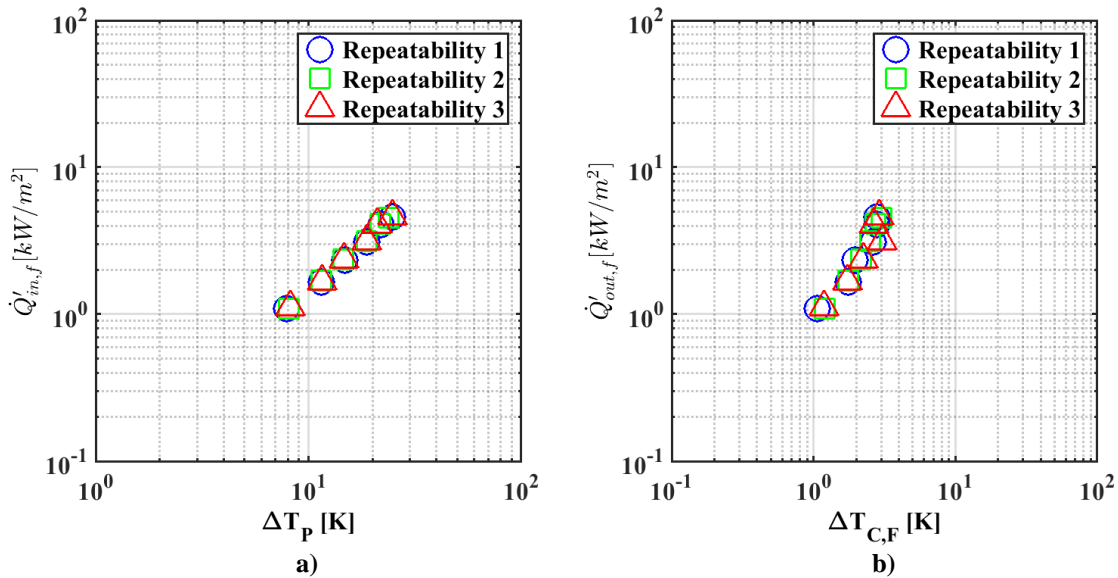 10^2
10^1
10^0
10^-1
Q̇'in,f [kW/m^2]
Repeatability 1
Repeatability 2
Repeatability 3
10^0
10^1
10^2
ΔT_P [K]
a)
10^2
10^1
10^0
10^-1
Q̇'out,f [kW/m^2]
Repeatability 1
Repeatability 2
Repeatability 3
10^-1
10^0
10^1
10^2
ΔT_C,F [K]
b)